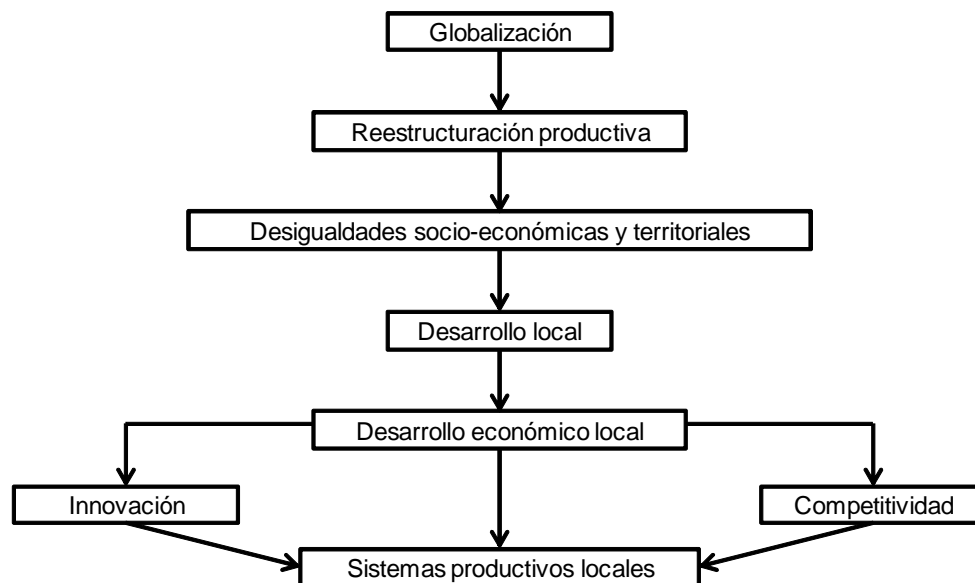 Globalización
Reestructuración productiva
Desigualdades socio-económicas y territoriales
Desarrollo local
Desarrollo económico local
Innovación
Competitividad
Sistemas productivos locales